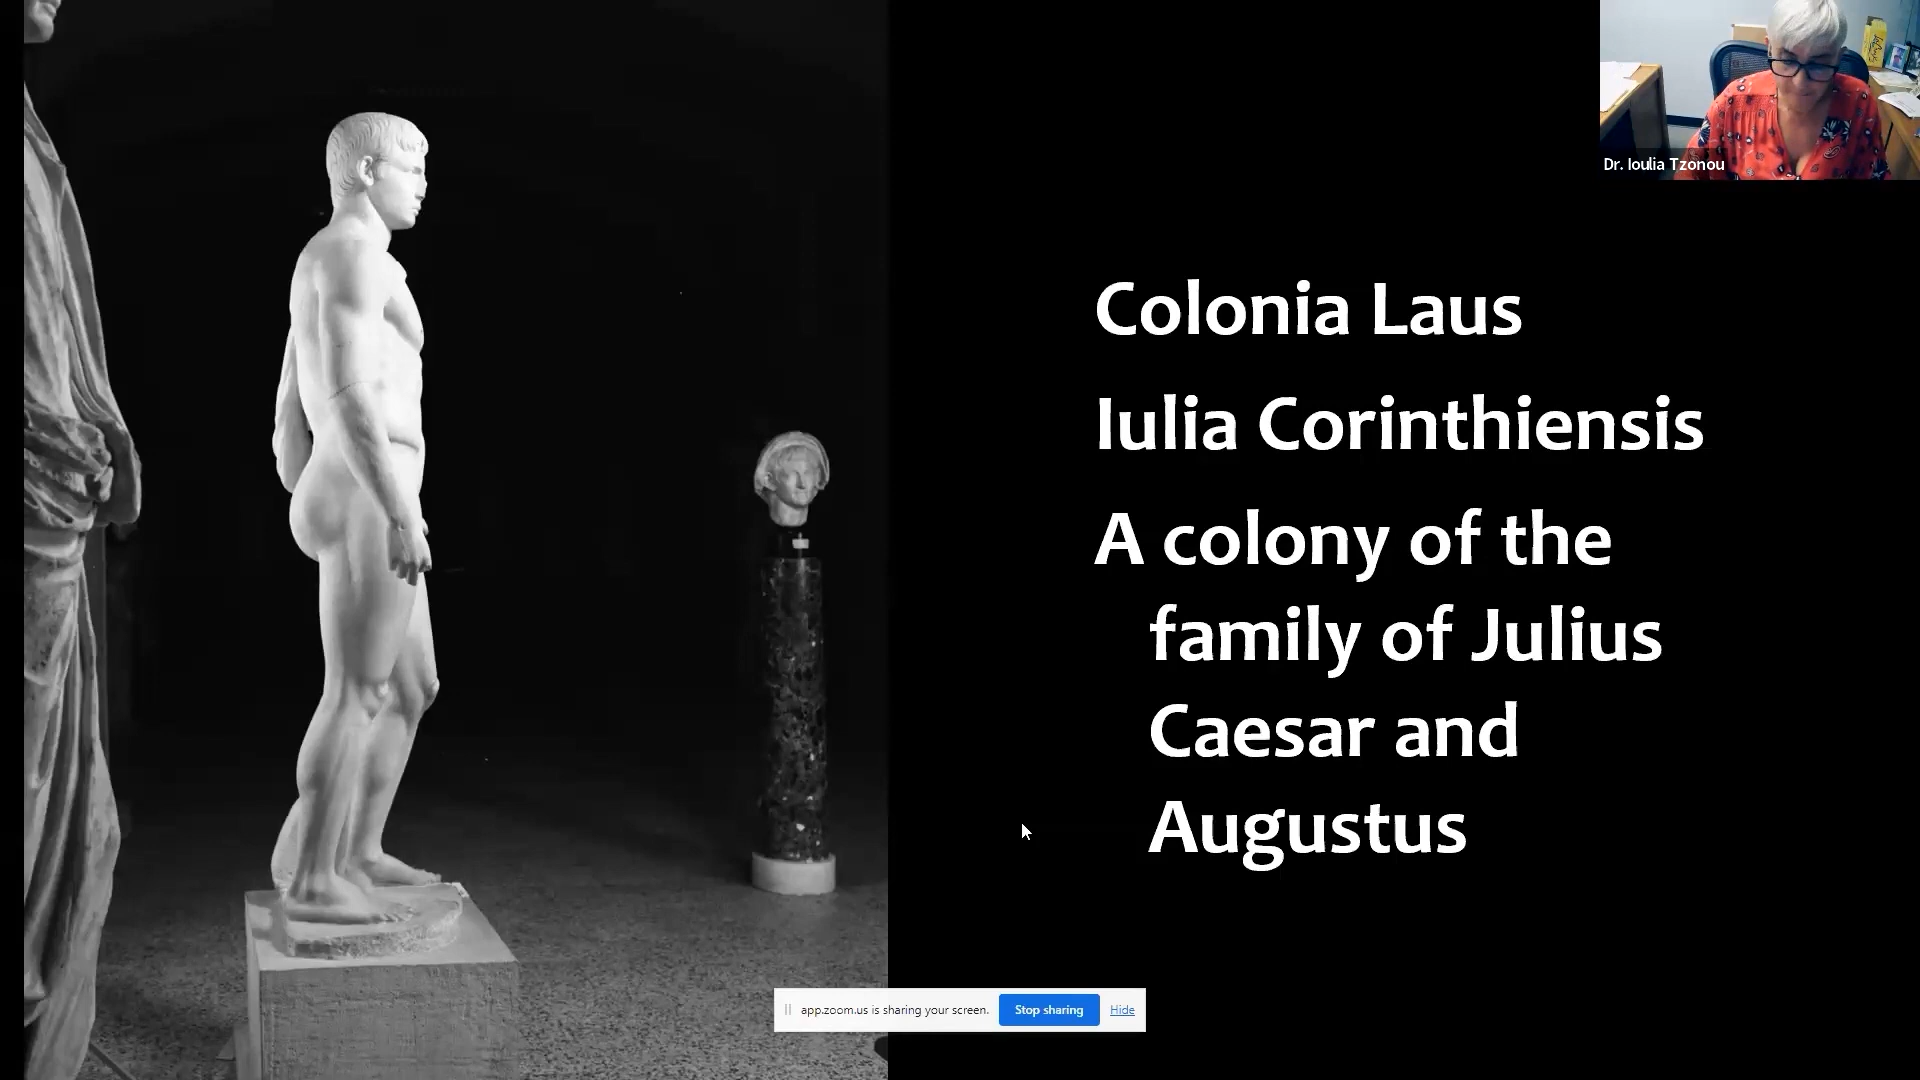 Colonia Laus
Iulia Corinthiensis
A colony of the
family of Julius
Caesar and
Augustus
Dr. Ioulia Tzonou
app.zoom.us is sharing your screen.
Stop sharing
Hide